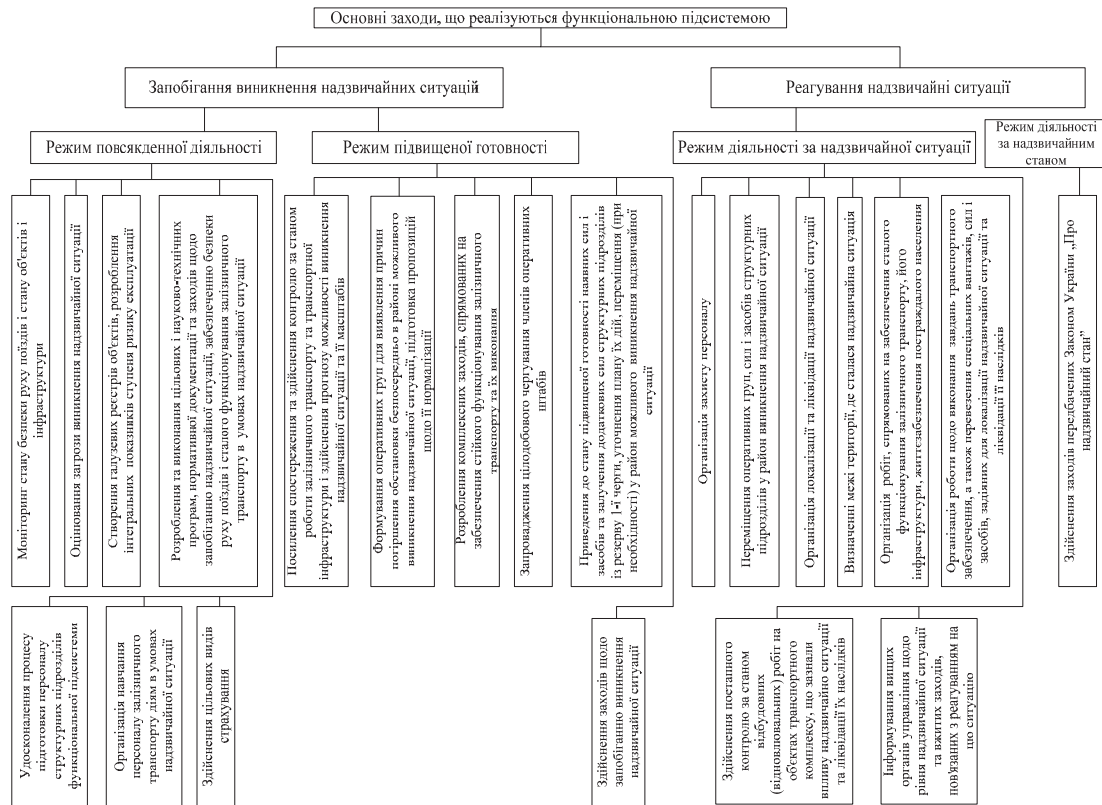 Основні заходи, що реалізуються функціональною підсистемою
Запобігання виникнення надзвичайних ситуацій
Реагування надзвичайні ситуації
Режим повсякденної діяльності
Режим підвищеної готовності
Режим діяльності за надзвичайної ситуації
Режим діяльності
за надзвичайним
станом
Моніторинг стану безпеки руху поїздів і стану об'єктів і
інфраструктури
Оцінювання загрози виникнення надзвичайної ситуації
Створення галузевих реєстрів об'єктів, розроблення
інтегральних показників ступеня ризику експлуатації
Розроблення та виконання цільових і науково-технічних
програм, нормативної документації та заходів щодо
запобіганню надзвичайної ситуації, забезпеченню безпеки
руху поїздів і сталого функціонування залізничного
транспорту в умовах надзвичайної ситуації
Посилення спостереження та здійснення контролю за станом
роботи залізничного транспорту та транспортної
інфраструктури і здійснення прогнозу можливості виникнення
надзвичайної ситуації та її масштабів
Формування оперативних груп для виявлення причин
погіршення обстановки безпосередньо в районі можливого
виникнення надзвичайної ситуації, підготовка пропозицій
щодо її нормалізації
Розроблення комплексних заходів, спрямованих на
забезпечення стійкого функціонування залізничного
транспорту та їх виконання
Запровадження цілодобового чергування членів оперативних
штабів
Приведення до стану підвищеної готовності наявних сил і
засобів та залучення додаткових сил структурних підрозділів
із резерву 1-ї черги, уточнення плану їх дій, переміщення (при
необхідності) у район можливого виникнення надзвичайної
ситуації
Організація захисту персоналу
Переміщення оперативних груп, сил і засобів структурних
підрозділів у район виникнення надзвичайної ситуації
Організація локалізації та ліквідації надзвичайної ситуації
Визначенні межі території, де сталася надзвичайна ситуація
Організація робіт, спрямованих на забезпечення сталого
функціонування залізничного транспорту, його
інфраструктури, життєзабезпечення постраждалого населення
Організація роботи щодо виконання завдань транспортного
забезпечення, а також перевезення спеціальних вантажів, сил і
засобів, задіяних для локалізації надзвичайної ситуації та
ліквідації її наслідків
Здійснення заходів передбачених Законом України „Про
надзвичайний стан”
Удосконалення процесу
підготовки персоналу
структурних підрозділів
функціональної підсистеми
Організація навчання
персоналу залізничного
транспорту діям в умовах
надзвичайної ситуації
Здійснення цільових видів
страхування
Здійснення заходів щодо
запобіганню виникнення
надзвичайної ситуації
Здійснення постанного
контролю за станом
відбудовних
(відновлювальних) робіт на
об'єктах транспортного
комплексу, що зазнали
впливу надзвичайно ситуації
та ліквідації їх наслідків
Інформування вищих
органів управління щодо
рівня надзвичайної ситуації
та вжитих заходів,
пов'язаних з реагуванням на
цю ситуацію